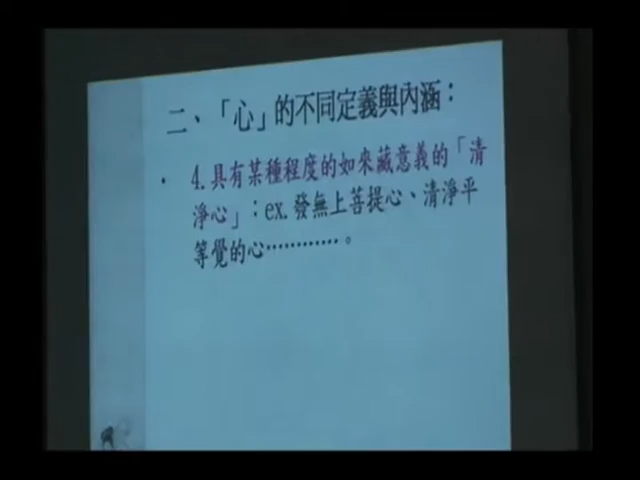 二、「心」的不同定義與內涵：
• 4.具有某種程度的如來藏意義的「清
淨心」：ex.發無上菩提心、清淨平
等覺的心…………。